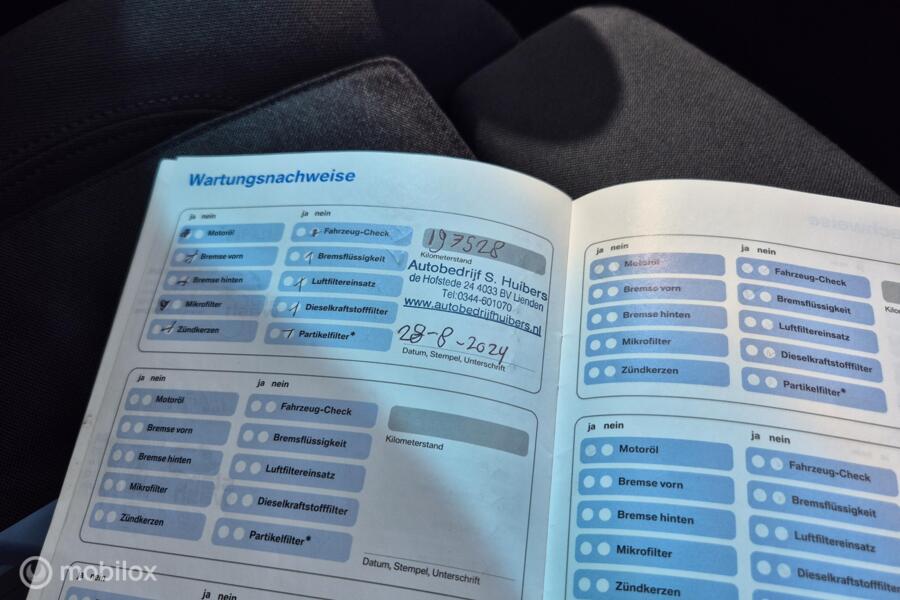 Wartungsnachweise
ja nein
ja nein
Motoröl
Fahrzeug-Check
Bremse vorn
Bremsflüssigkeit
Bremse hinten
Luftfiltereinsatz
Mikrofilter
Dieselkraftstofffilter
Zündkerzen
Partikelfilter*
197528
Kilometerstand
Autobedrijf S. Huibers
de Hofstede 24 4033 BV Lienden
Tel:0344-601070
www.autobedrijfhuibers.nl
28-8-2024
Datum, Stempel, Unterschrift
ja nein
ja nein
Motoröl
Fahrzeug-Check
Bremse vorn
Bremsflüssigkeit
Bremse hinten
Luftfiltereinsatz
Mikrofilter
Dieselkraftstofffilter
Zündkerzen
Partikelfilter*
Kilometerstand
Datum, Stempel, Unterschrift
ja nein
ja nein
ja nein
ja nein
Motoröl
Fahrzeug-Check
Bremse vorn
Bremsflüssigkeit
Bremse hinten
Luftfiltereinsatz
Mikrofilter
Dieselkraftstofffilter
Zündkerzen
Partikelfilter*
ja nein
ja nein
Motoröl
Fahrzeug-Check
Bremse vorn
Bremsflüssigkeit
Bremse hinten
Luftfiltereinsatz
Mikrofilter
Dieselkraftstofffilter
Zündkerzen
mobilox